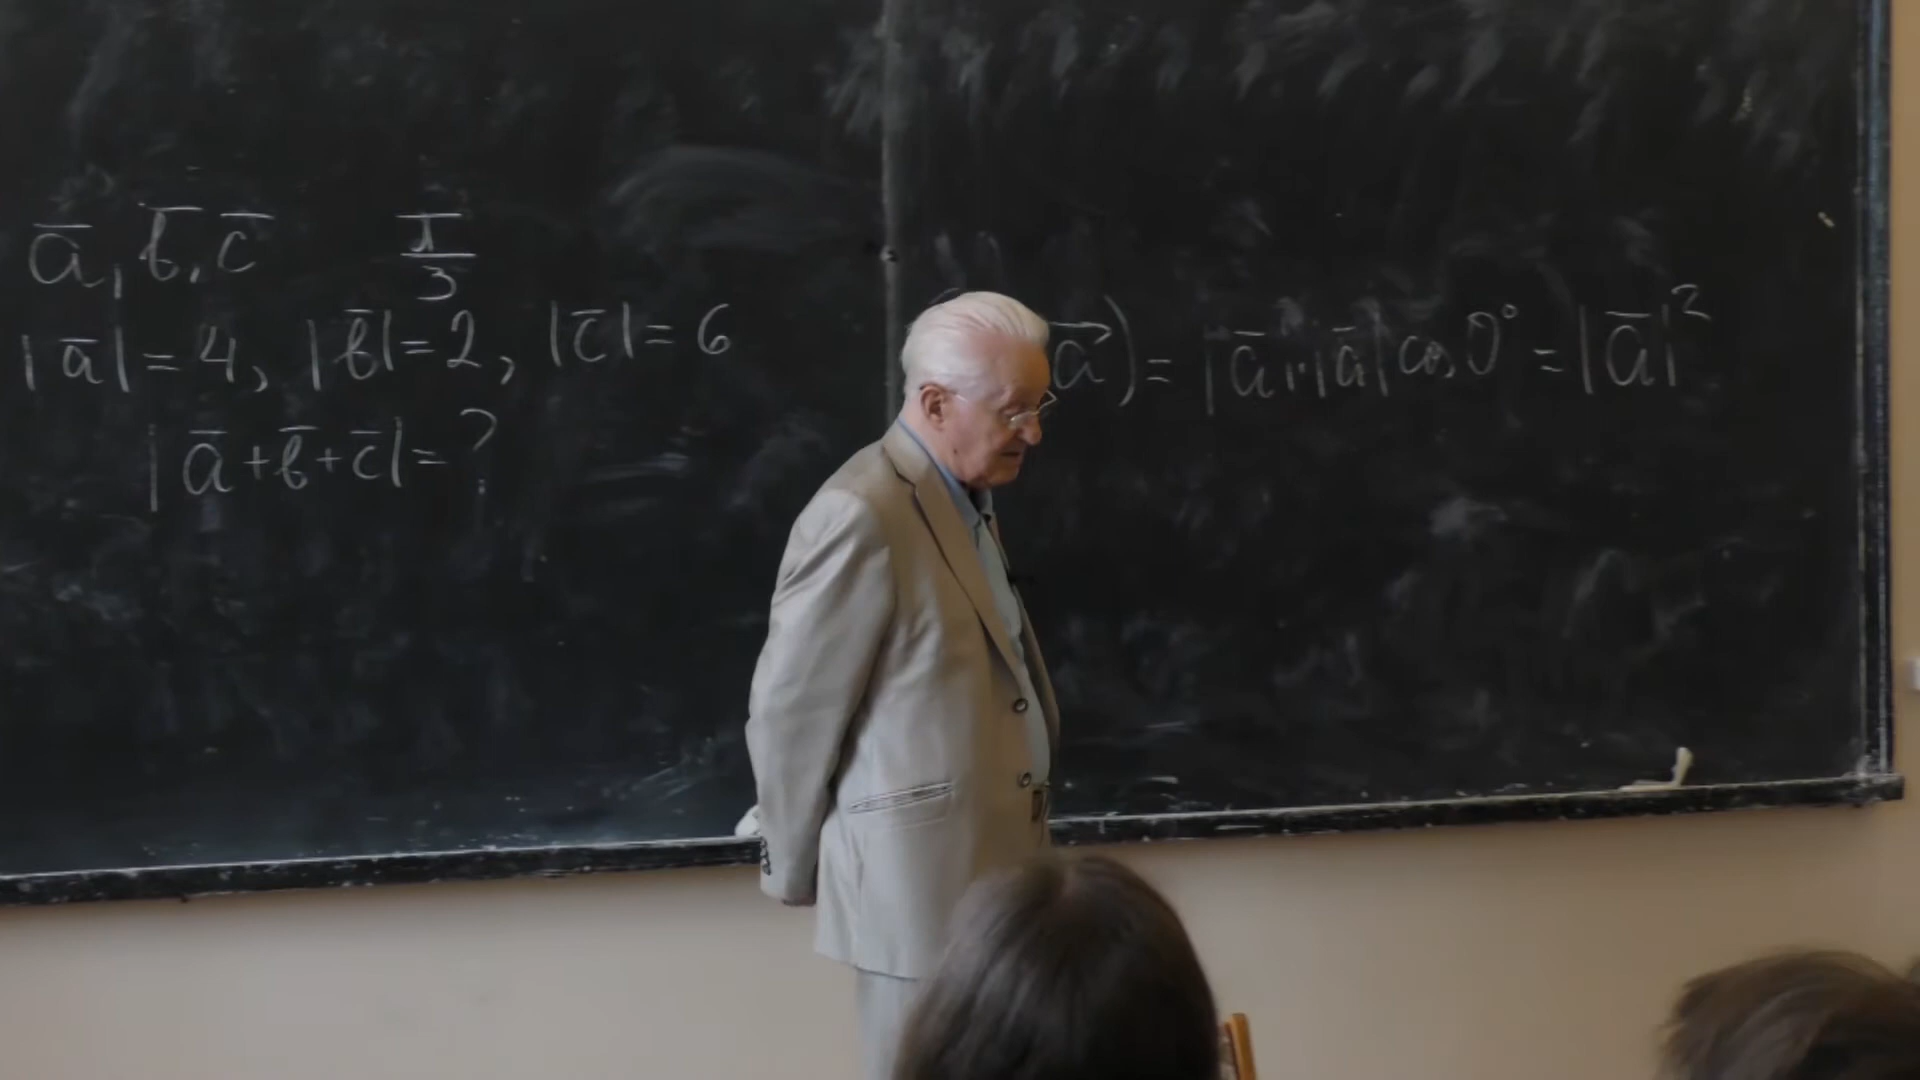 a̅, b̅, c̅ π/3
|a̅| = 4, |b̅| = 2, |c̅| = 6
|a̅ + b̅ + c̅| = ?
a⃗) = |a̅|·|a̅| cos 0° = |a̅|²